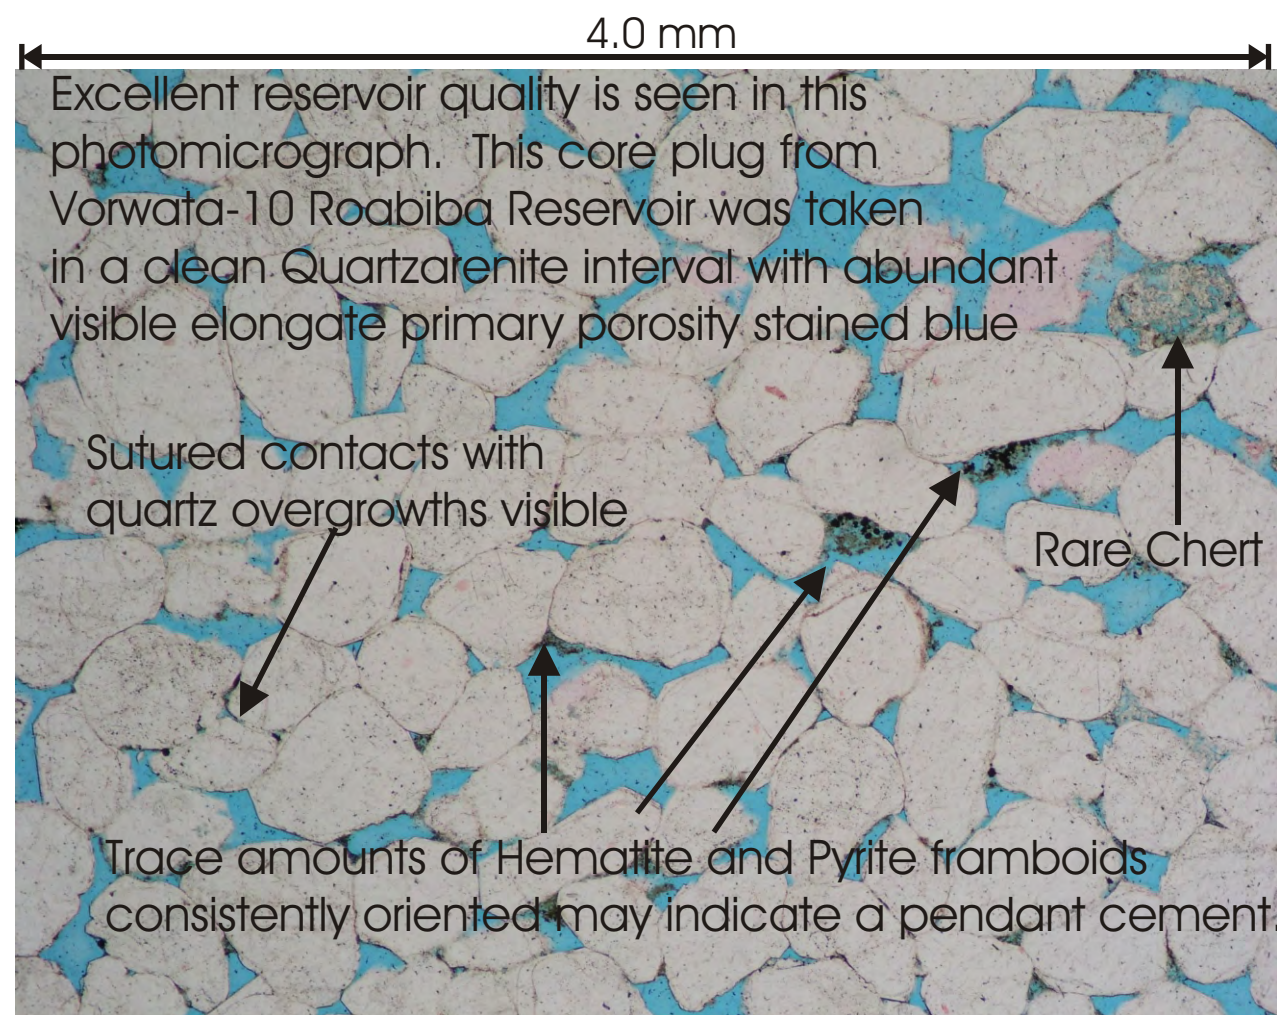 4.0 mm
Excellent reservoir quality is seen in this
photomicrograph. This core plug from
Vorwata-10 Roabiba Reservoir was taken
in a clean Quartzarenite interval with abundant
visible elongate primary porosity stained blue
Sutured contacts with
quartz overgrowths visible
Rare Chert
Trace amounts of Hematite and Pyrite framboids
consistently oriented may indicate a pendant cement.